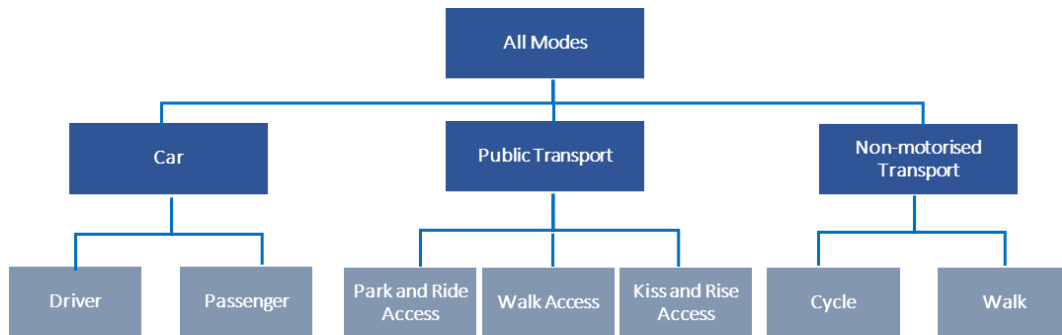 All Modes
Car
Public Transport
Non-motorised
Transport
Driver
Passenger
Park and Ride
Access
Walk Access
Kiss and Rise
Access
Cycle
Walk